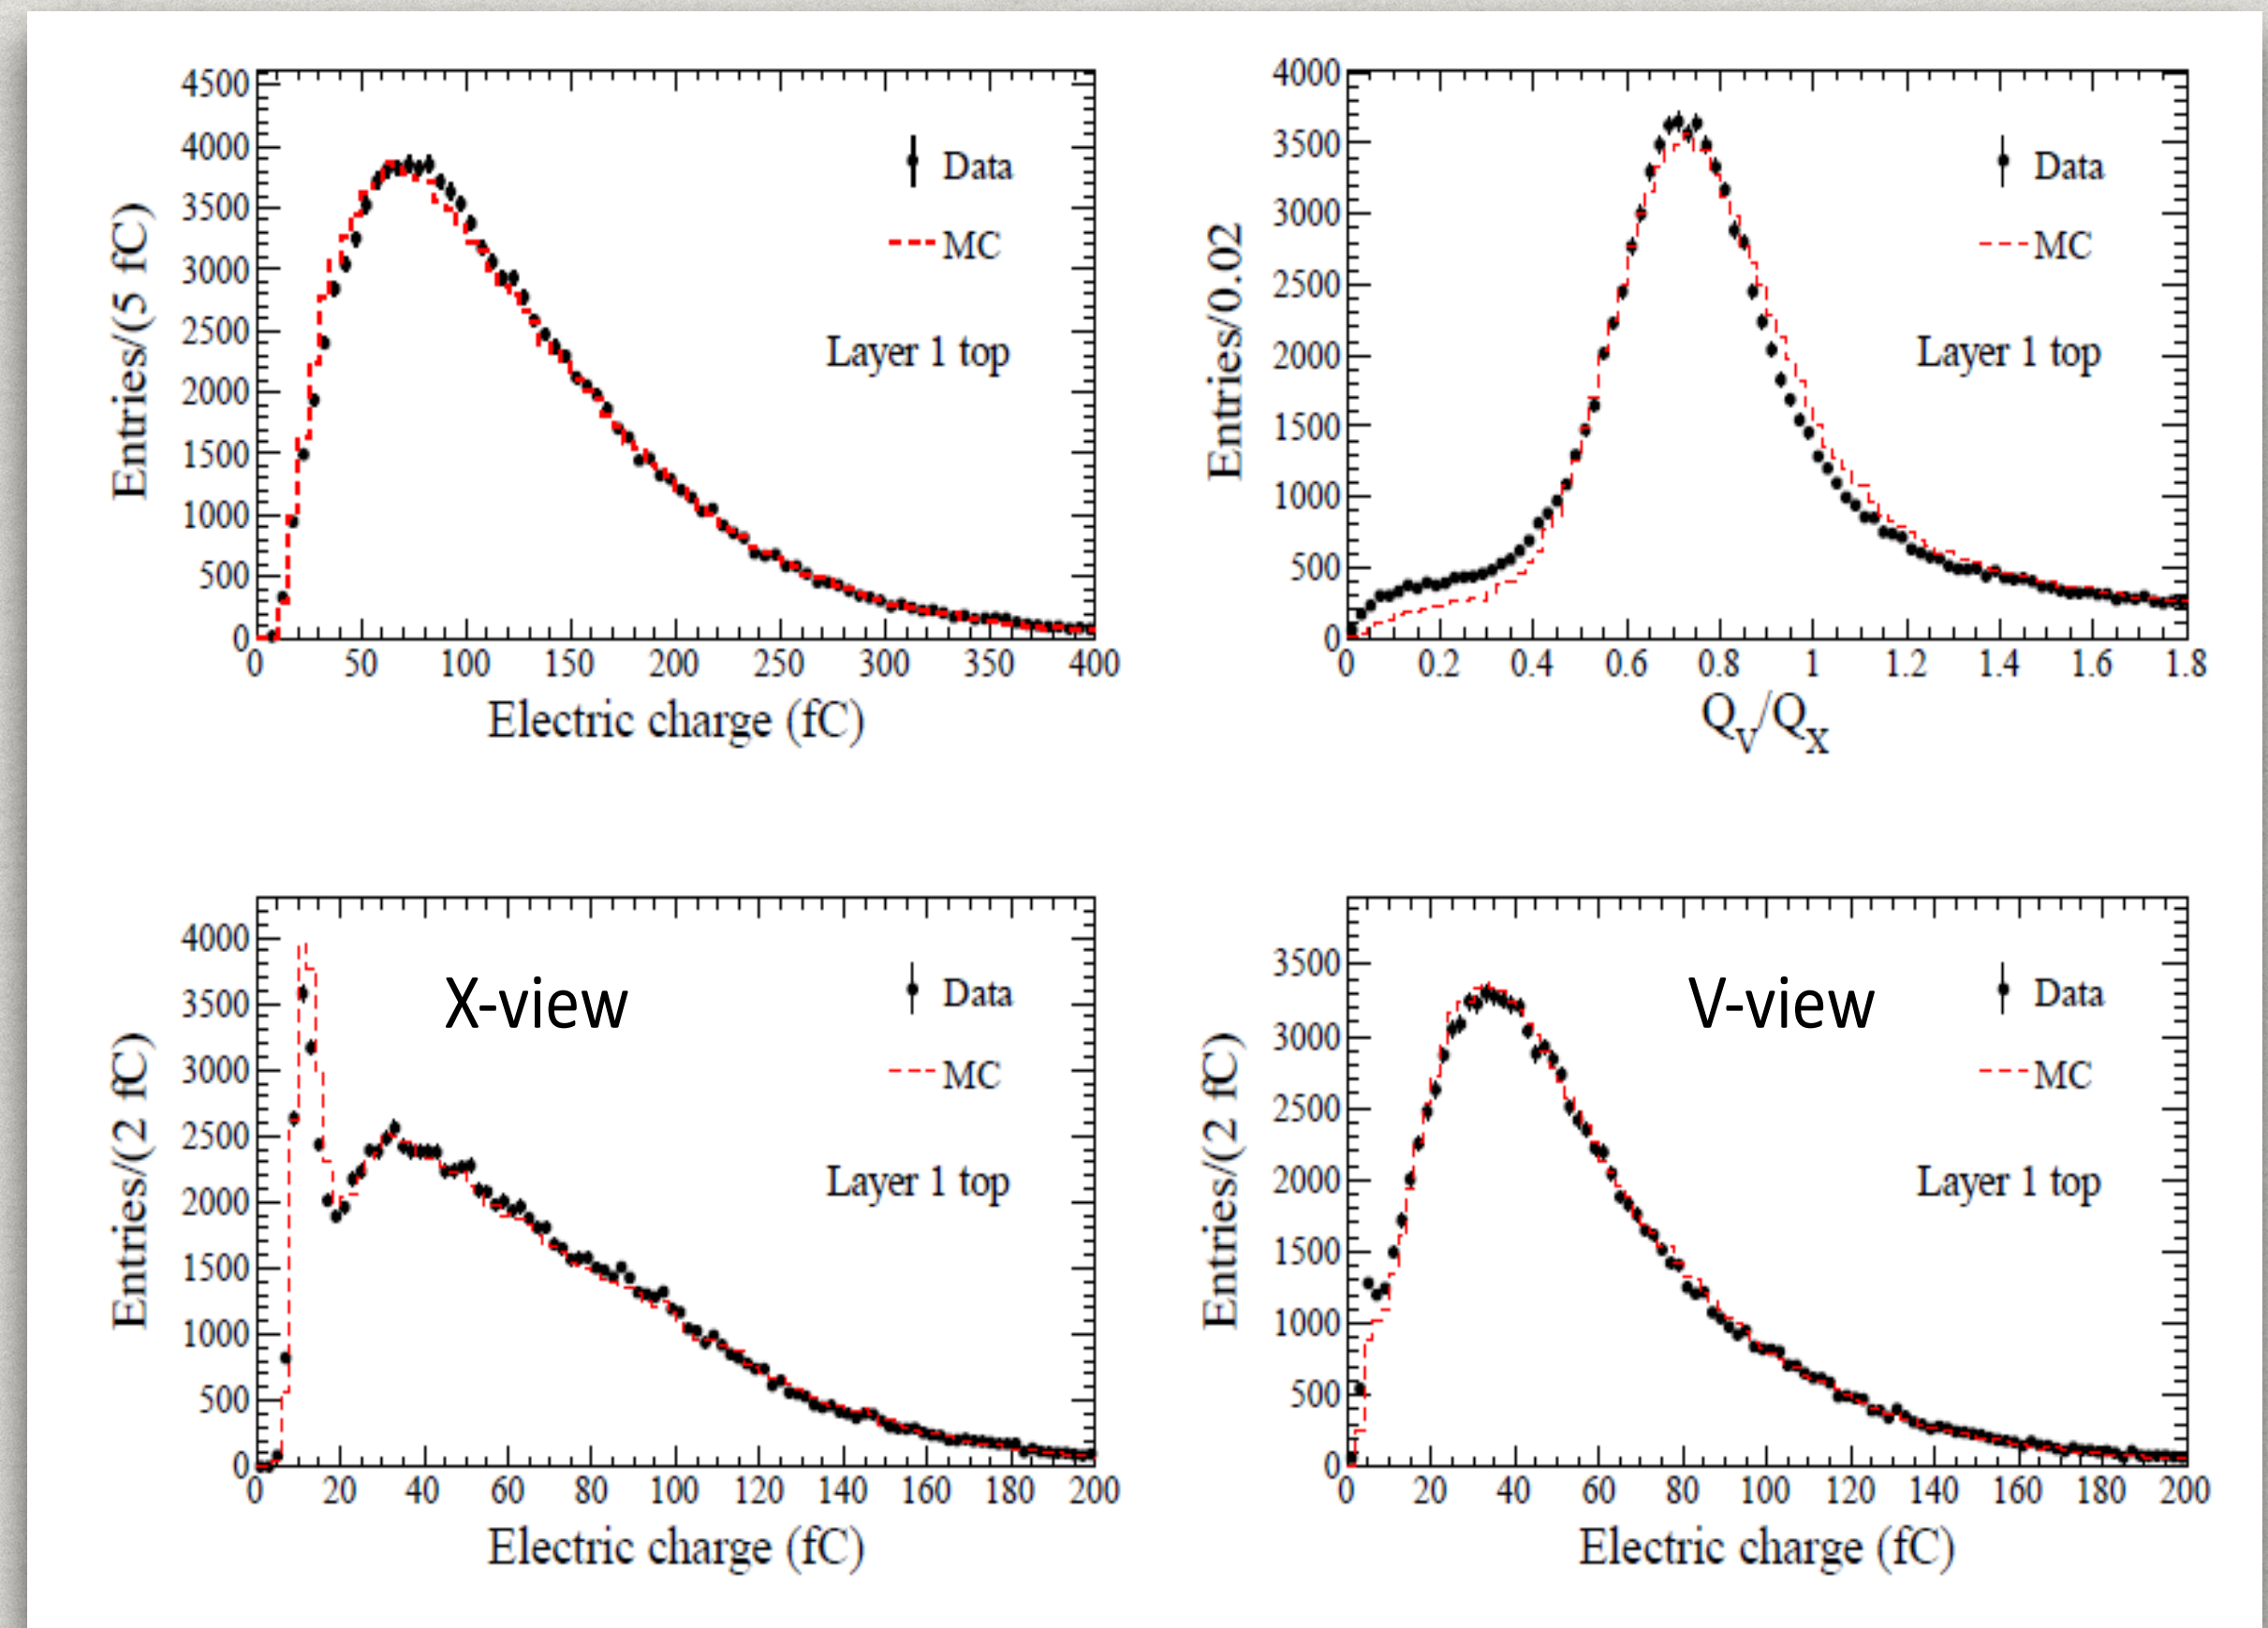 4500
4000
3500
3000
2500
2000
1500
1000
500
0
Entries/(5 fC)
Data
MC
Layer 1 top
0 50 100 150 200 250 300 350 400
Electric charge (fC)
4000
3500
3000
2500
2000
1500
1000
500
0
Entries/0.02
Data
MC
Layer 1 top
0 0.2 0.4 0.6 0.8 1 1.2 1.4 1.6 1.8
QV/QX
4000
3500
3000
2500
2000
1500
1000
500
0
Entries/(2 fC)
X-view
Data
MC
Layer 1 top
0 20 40 60 80 100 120 140 160 180 200
Electric charge (fC)
3500
3000
2500
2000
1500
1000
500
0
Entries/(2 fC)
V-view
Data
MC
Layer 1 top
0 20 40 60 80 100 120 140 160 180 200
Electric charge (fC)